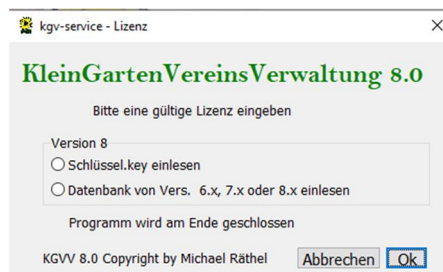 kgv-service - Lizenz
KleinGartenVereinsVerwaltung 8.0
Bitte eine gültige Lizenz eingeben
Version 8
Schlüssel.key einlesen
Datenbank von Vers. 6.x, 7.x oder 8.x einlesen
Programm wird am Ende geschlossen
KGVV 8.0 Copyright by Michael Räthel
Abbrechen
Ok